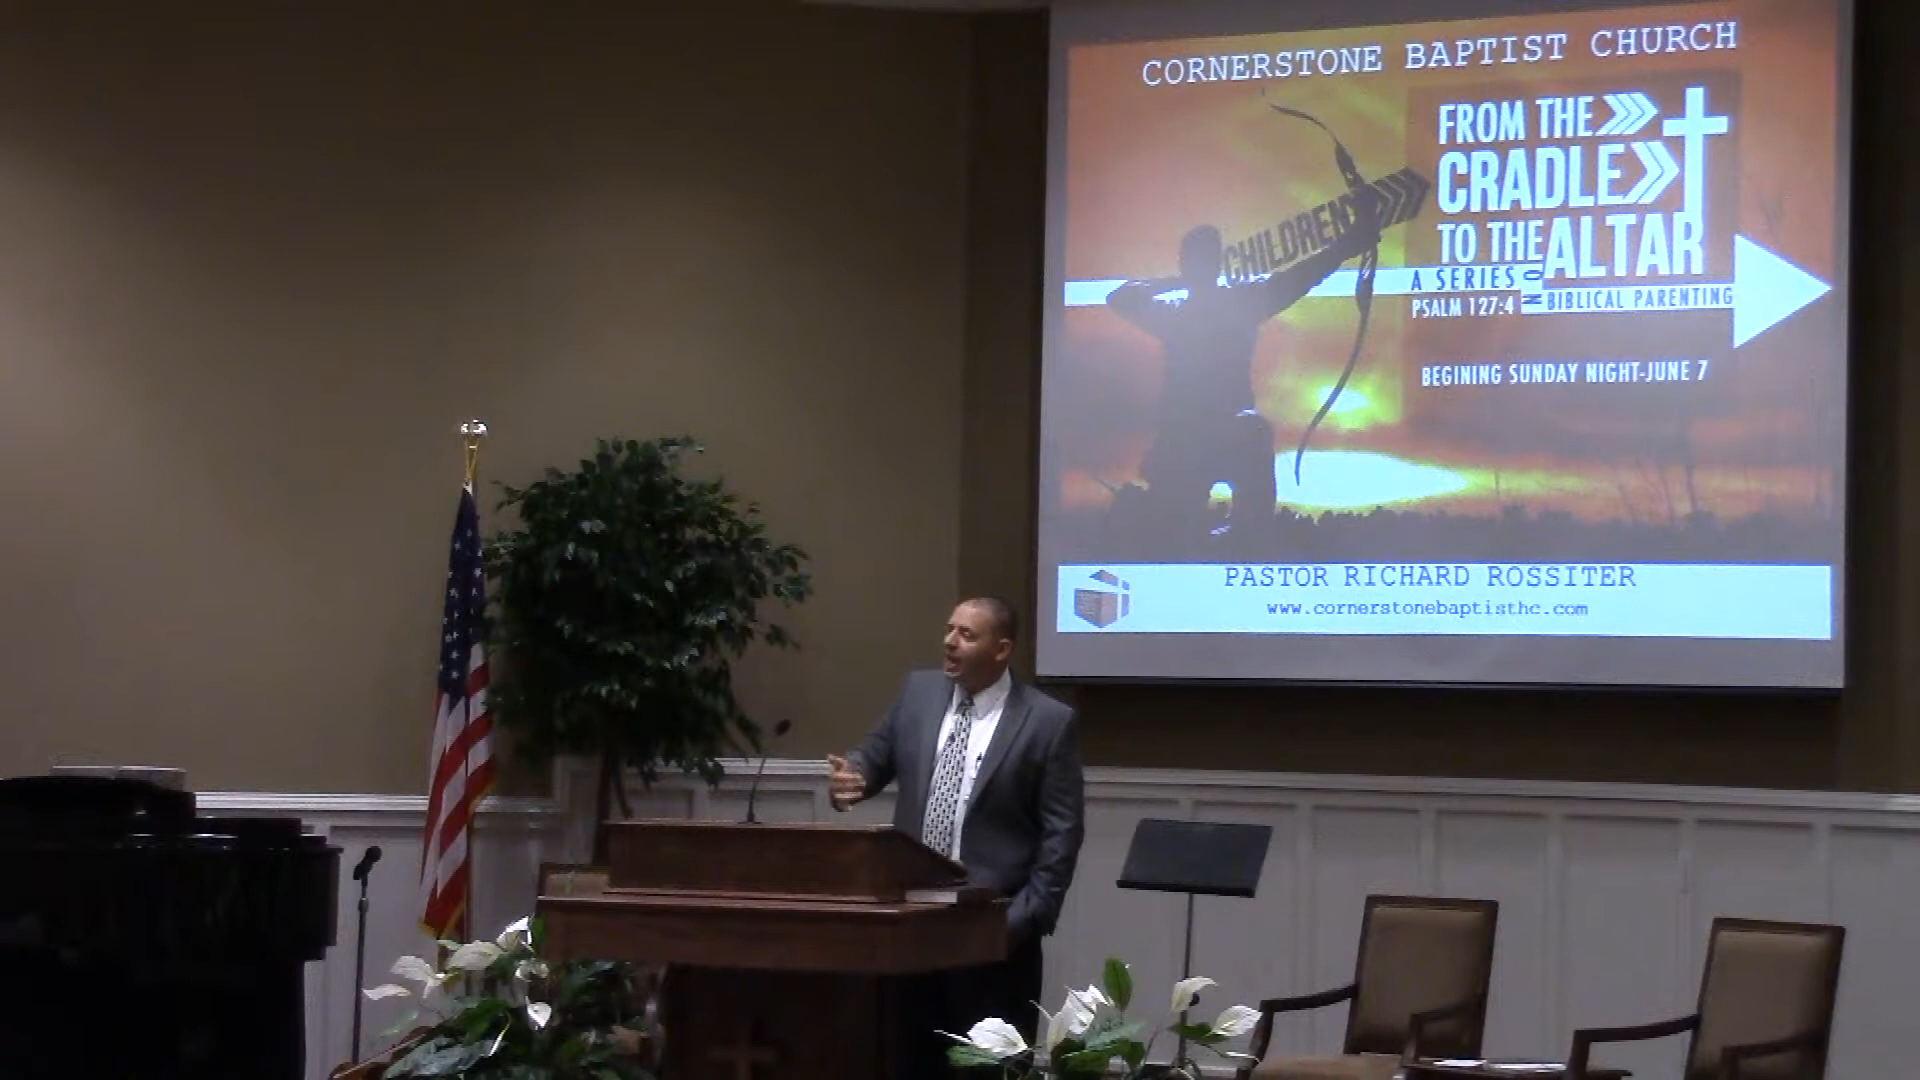 CORNERSTONE BAPTIST CHURCH
FROM THE
CRADLE
TO THE ALTAR
CHILDREN
A SERIES ON BIBLICAL PARENTING
PSALM 127:4
BEGINING SUNDAY NIGHT-JUNE 7
PASTOR RICHARD ROSSITER
www.cornerstonebaptisthc.com